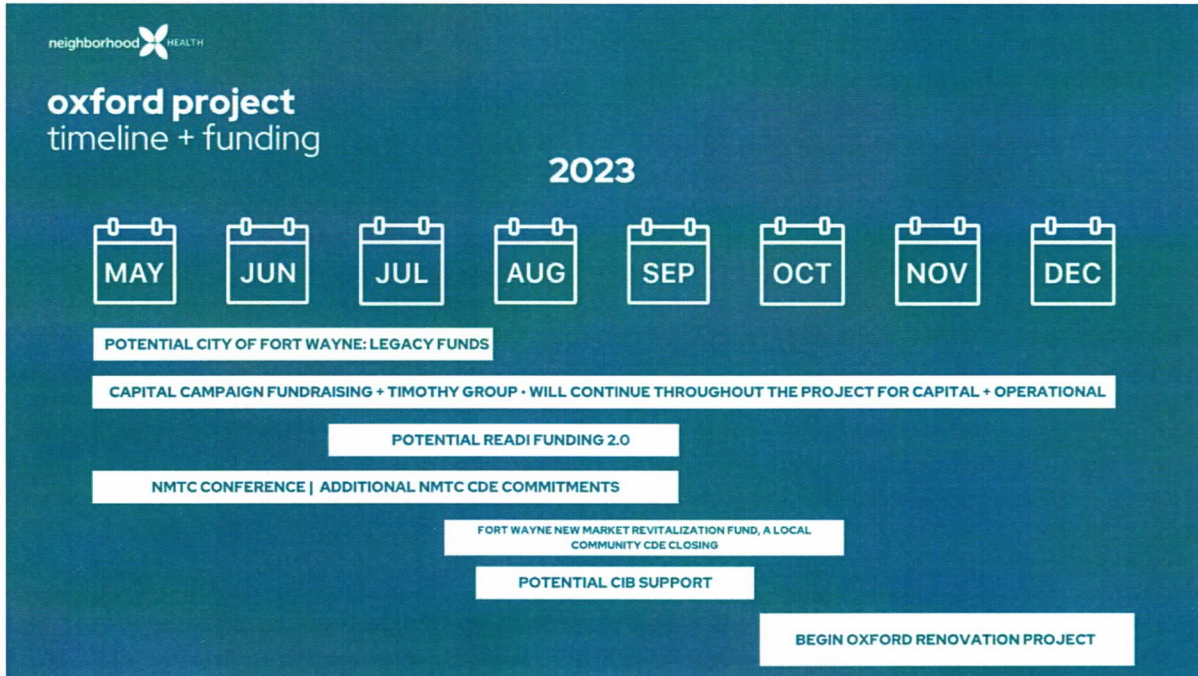 neighborhood HEALTH
oxford project
timeline + funding
2023
MAY JUN JUL AUG SEP OCT NOV DEC
POTENTIAL CITY OF FORT WAYNE: LEGACY FUNDS
CAPITAL CAMPAIGN FUNDRAISING + TIMOTHY GROUP • WILL CONTINUE THROUGHOUT THE PROJECT FOR CAPITAL + OPERATIONAL
POTENTIAL READI FUNDING 2.0
NMTC CONFERENCE | ADDITIONAL NMTC CDE COMMITMENTS
FORT WAYNE NEW MARKET REVITALIZATION FUND, A LOCAL
COMMUNITY CDE CLOSING
POTENTIAL CIB SUPPORT
BEGIN OXFORD RENOVATION PROJECT